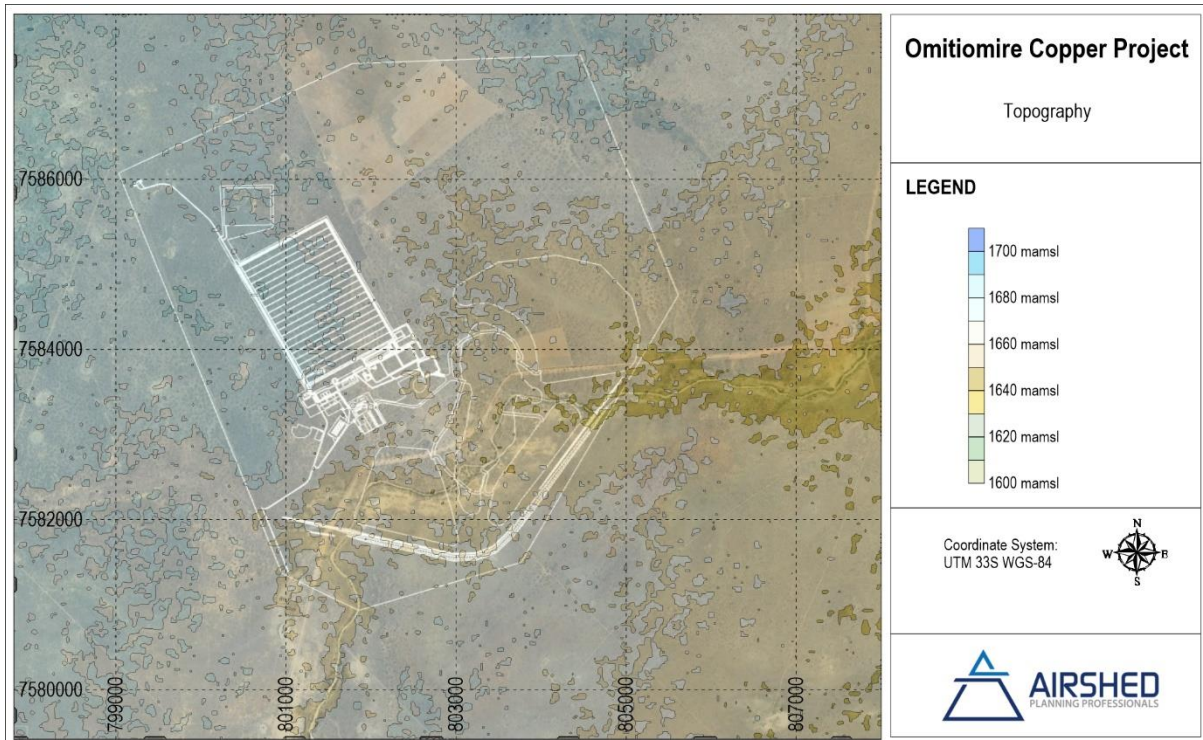 Omitiomire Copper Project
Topography
LEGEND
1700 mamsl
1680 mamsl
1660 mamsl
1640 mamsl
1620 mamsl
1600 mamsl
Coordinate System:
UTM 33S WGS-84
N
W E
S
AIRSHED
PLANNING PROFESSIONALS
7586000
7584000
7582000
7580000
799000
801000
803000
805000
807000